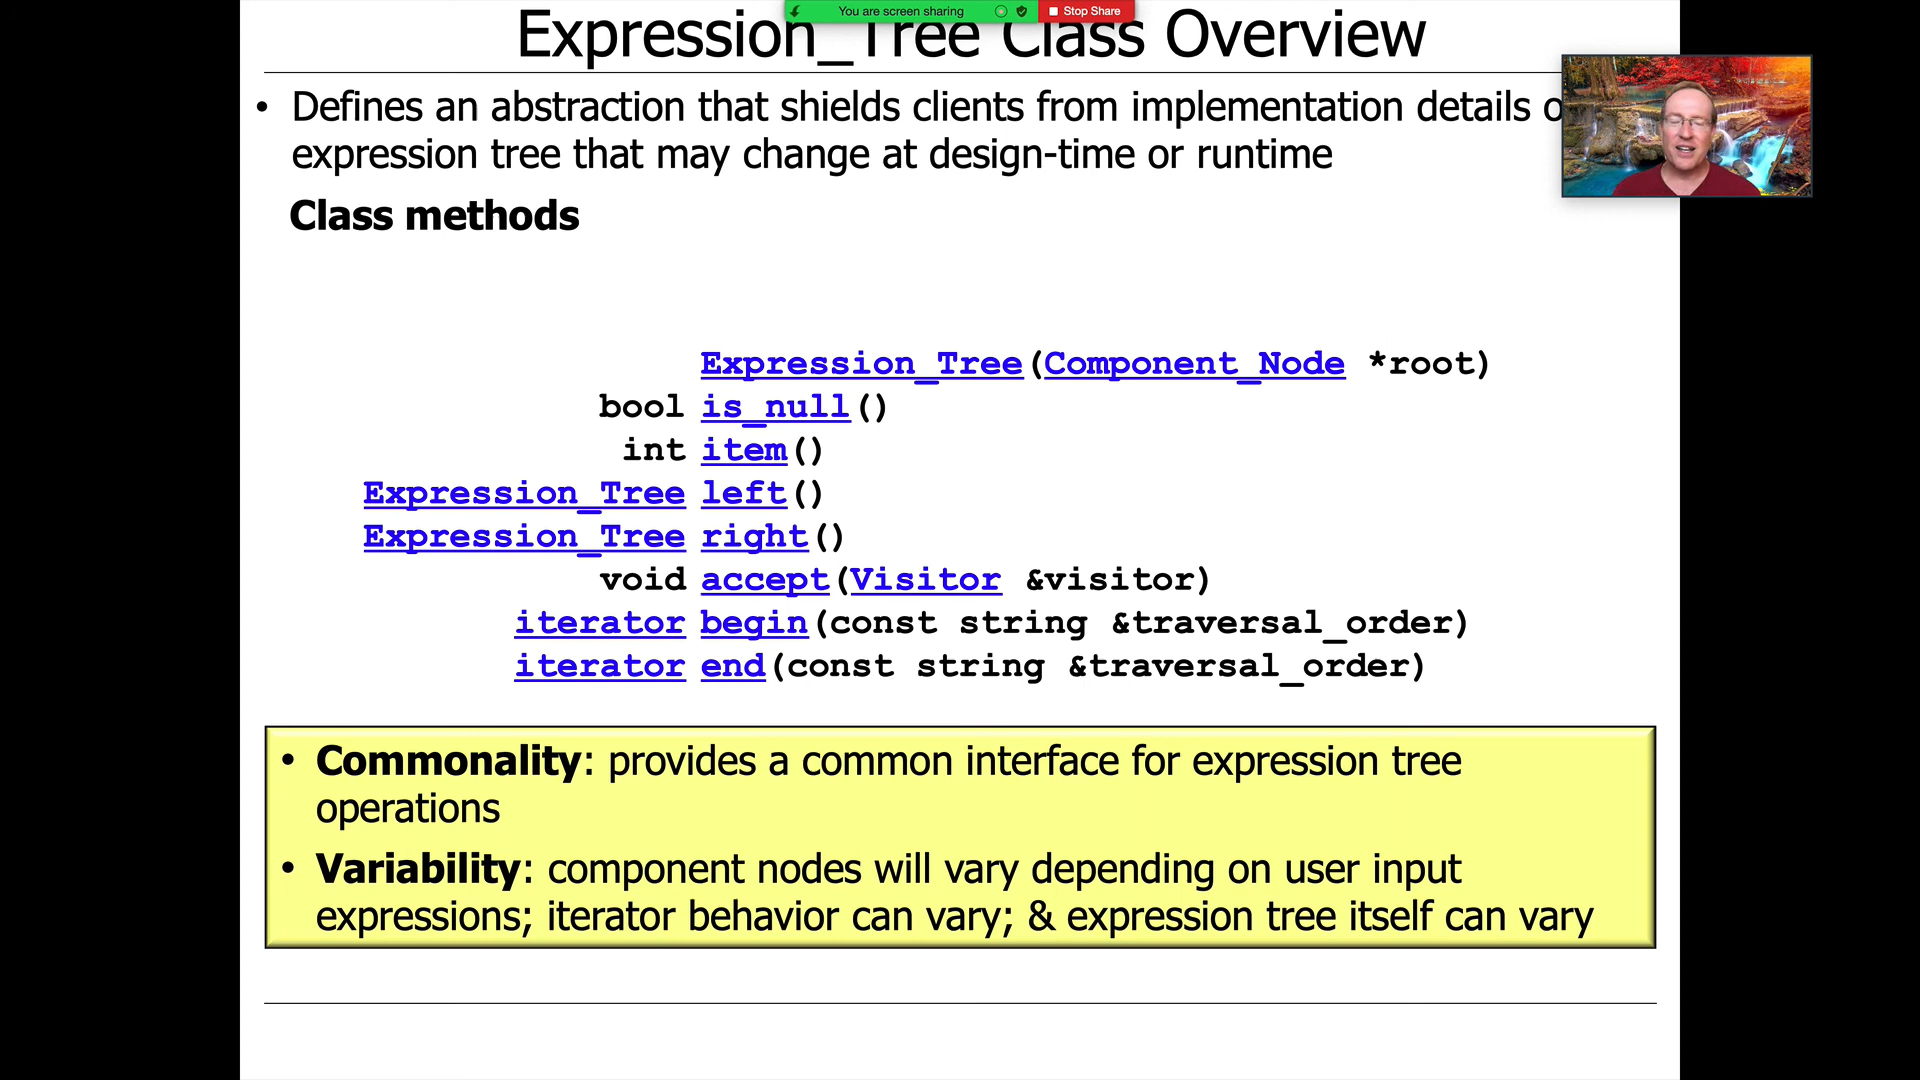 You are screen sharing Stop Share
Expression_Tree Class Overview
• Defines an abstraction that shields clients from implementation details
expression tree that may change at design-time or runtime
Class methods
Expression_Tree(Component_Node *root)
bool is_null()
int item()
Expression_Tree left()
Expression_Tree right()
void accept(Visitor &visitor)
iterator begin(const string &traversal_order)
iterator end(const string &traversal_order)
• Commonality: provides a common interface for expression tree
operations
• Variability: component nodes will vary depending on user input
expressions; iterator behavior can vary; & expression tree itself can vary